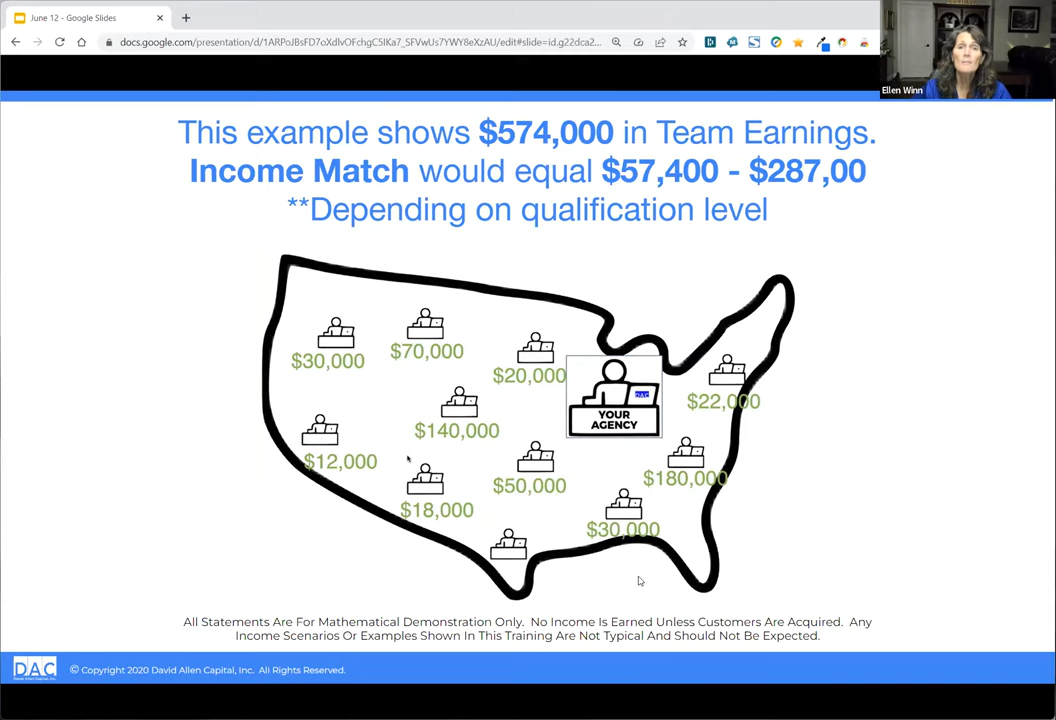 June 12 - Google Slides
docs.google.com/presentation/d/1ARPoJBsFD7oXdlvOFchgC5IKa7_SFVwUs7YWY8eXzAU/edit#slide=id.g22dca2...
Ellen Winn
This example shows $574,000 in Team Earnings.
Income Match would equal $57,400 - $287,00
**Depending on qualification level
$30,000
$70,000
$20,000
DAC
YOUR
AGENCY
$22,000
$140,000
$12,000
$50,000
$180,000
$18,000
$30,000
All Statements Are For Mathematical Demonstration Only. No Income Is Earned Unless Customers Are Acquired. Any
Income Scenarios Or Examples Shown In This Training Are Not Typical And Should Not Be Expected.
DAC
David Allen Capital, Inc.
© Copyright 2020 David Allen Capital, Inc. All Rights Reserved.